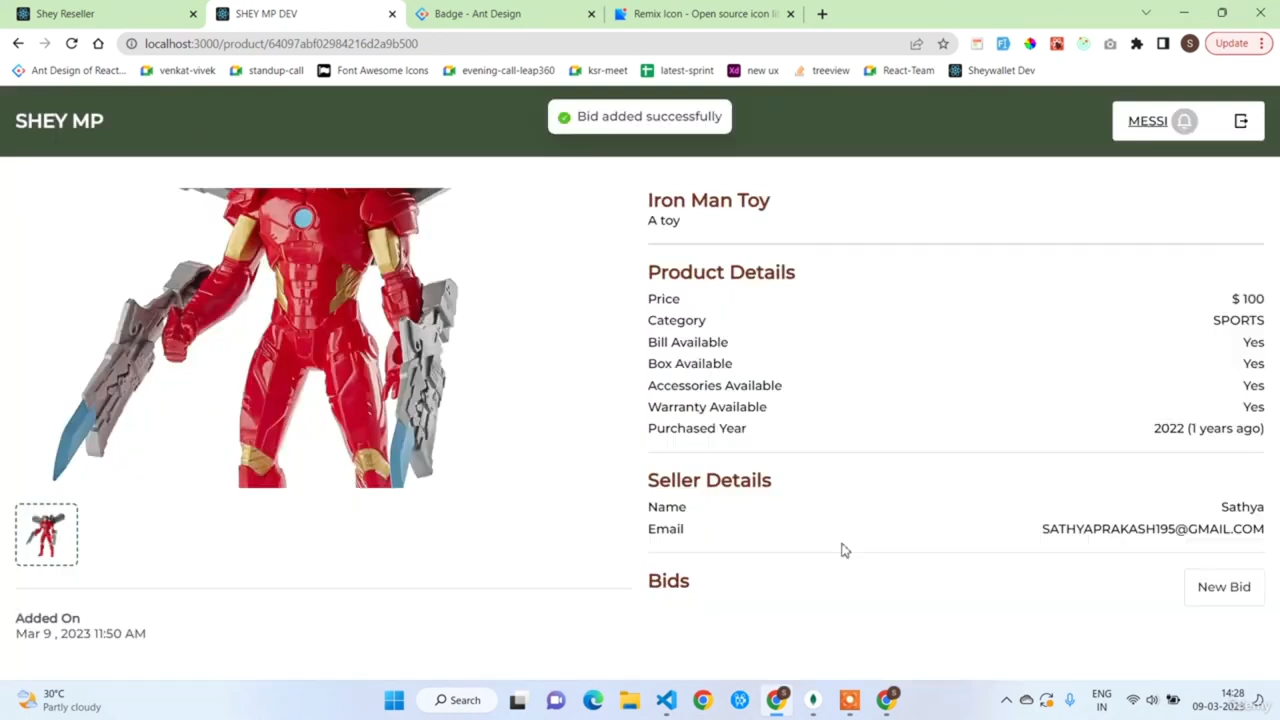 Shey Reseller
SHEY MP DEV
Badge - Ant Design
Remix Icon - Open source icon lib
localhost:3000/product/64097abf02984216d2a9b500
S
Update
Ant Design of React...
venkat-vivek
standup-call
Font Awesome Icons
evening-call-leap360
ksr-meet
latest-sprint
Xd
new ux
treeview
React-Team
Sheywallet Dev
SHEY MP
Bid added successfully
MESSI
Iron Man Toy
A toy
Product Details
Price $ 100
Category SPORTS
Bill Available Yes
Box Available Yes
Accessories Available Yes
Warranty Available Yes
Purchased Year 2022 (1 years ago)
Seller Details
Name Sathya
Email SATHYAPRAKASH195@GMAIL.COM
Bids
New Bid
Added On
Mar 9 , 2023 11:50 AM
30°C
Partly cloudy
Search
ENG
IN
14:28
09-03-2023